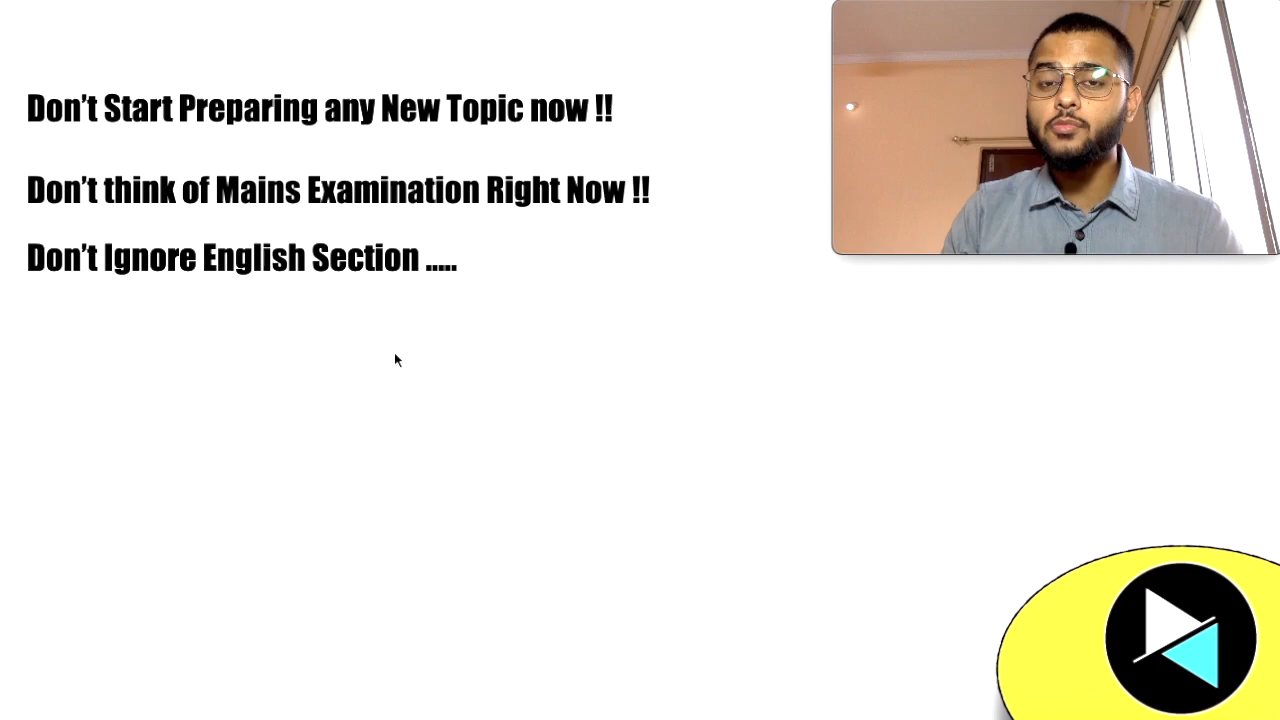 Don’t Start Preparing any New Topic now !!
Don’t think of Mains Examination Right Now !!
Don’t Ignore English Section .....